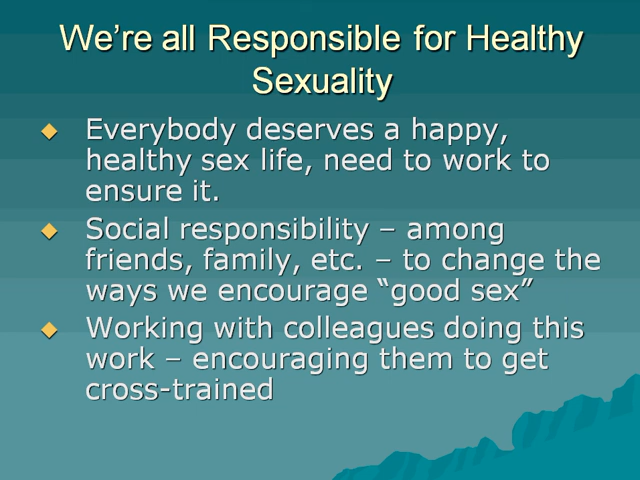 We’re all Responsible for Healthy
Sexuality
Everybody deserves a happy,
healthy sex life, need to work to
ensure it.
Social responsibility – among
friends, family, etc. – to change the
ways we encourage “good sex”
Working with colleagues doing this
work – encouraging them to get
cross-trained